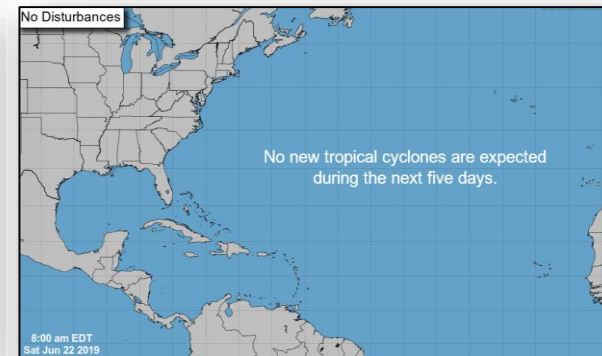 No Disturbances
No new tropical cyclones are expected
during the next five days.
8:00 am EDT
Sat Jun 22 2019